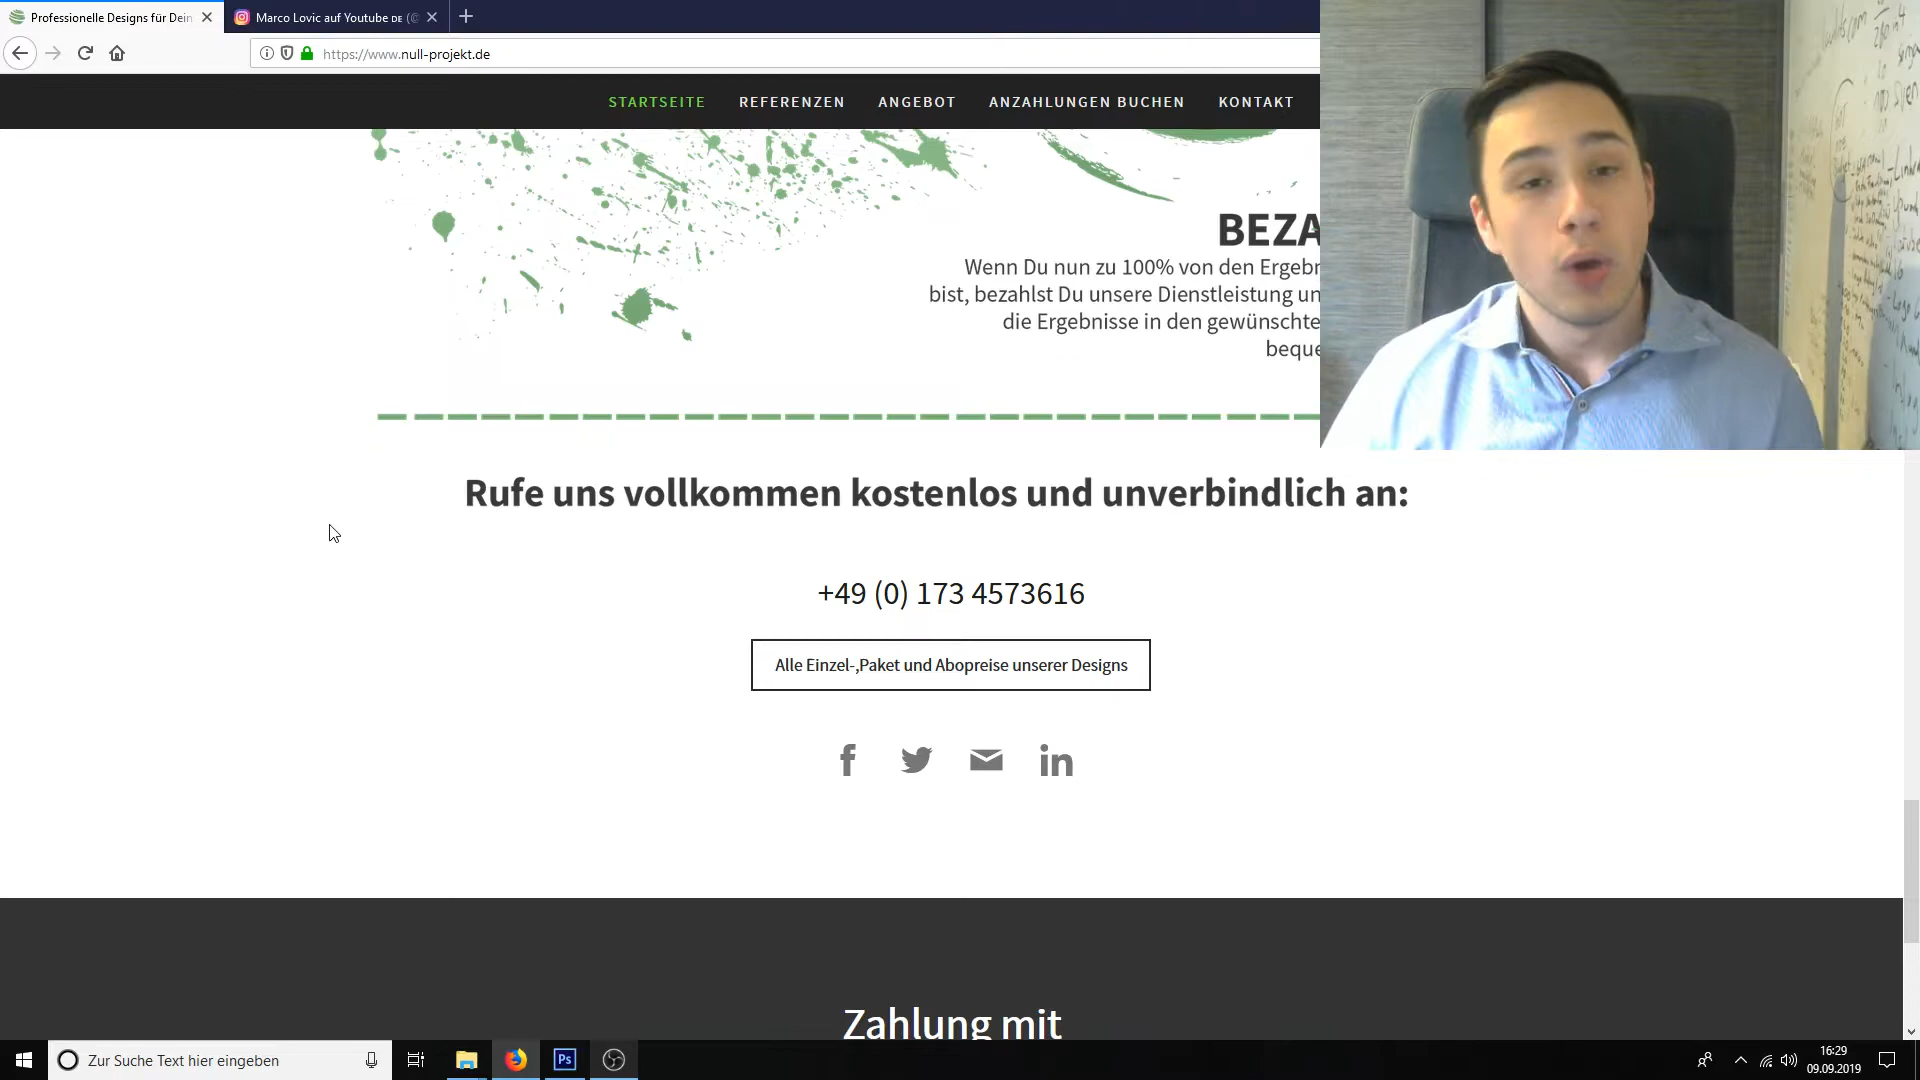 Professionelle Designs für Dein
Marco Lovic auf Youtube DE (@
https://www.null-projekt.de
STARTSEITE REFERENZEN ANGEBOT ANZAHLUNGEN BUCHEN KONTAKT
BEZA
Wenn Du nun zu 100% von den Ergebn
bist, bezahlst Du unsere Dienstleistung un
die Ergebnisse in den gewünschte
beque
Rufe uns vollkommen kostenlos und unverbindlich an:
+49 (0) 173 4573616
Alle Einzel-,Paket und Abopreise unserer Designs
Zahlung mit
Zur Suche Text hier eingeben
Ps
16:29
09.09.2019